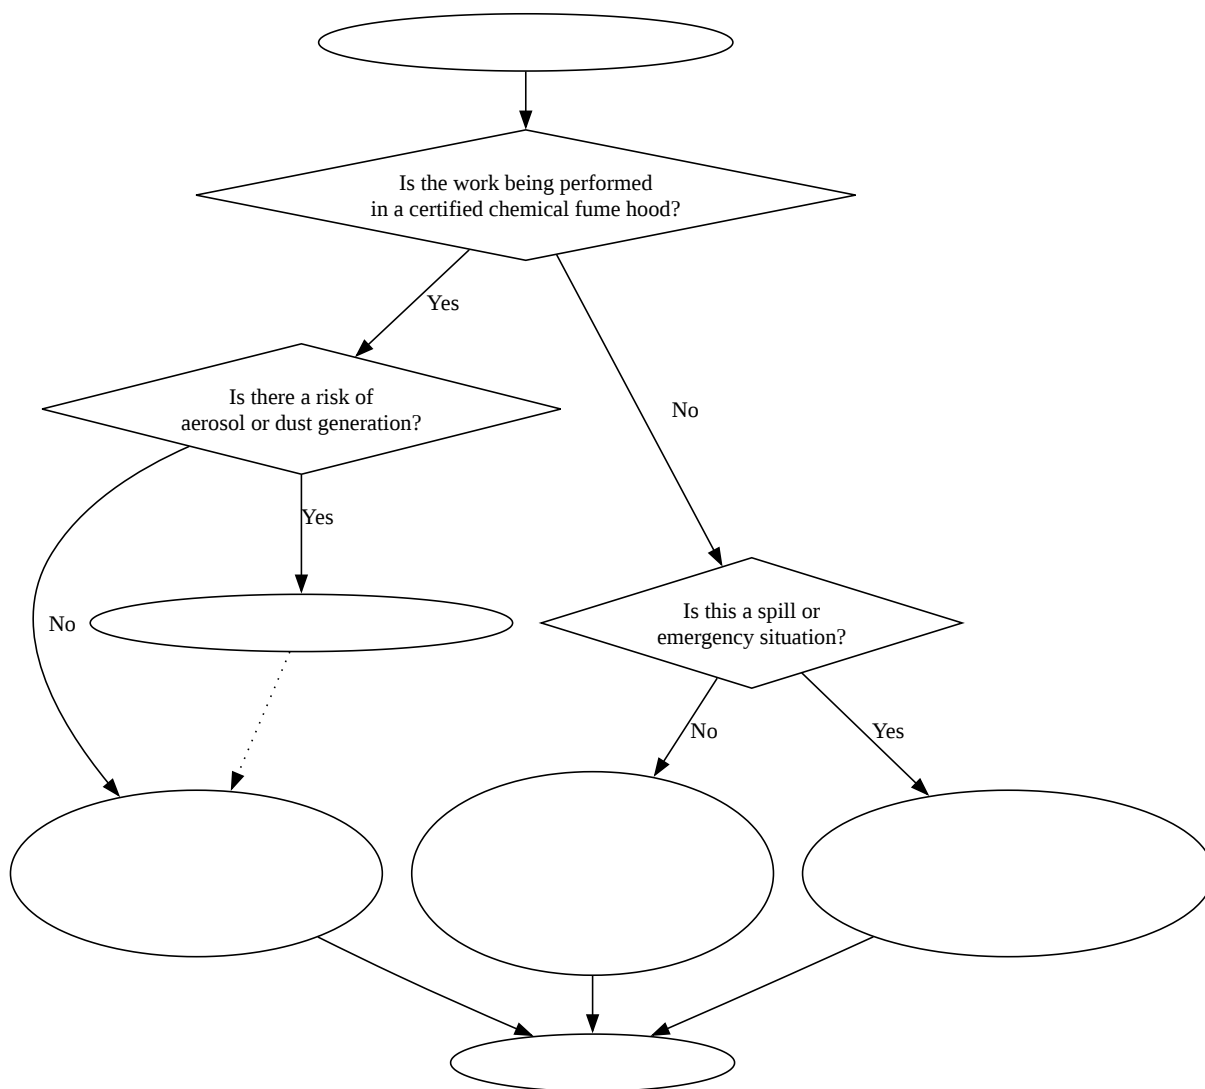 Is the work being performed
in a certified chemical fume hood?
Yes
Is there a risk of
aerosol or dust generation?
No
Yes
No
Is this a spill or
emergency situation?
No
Yes